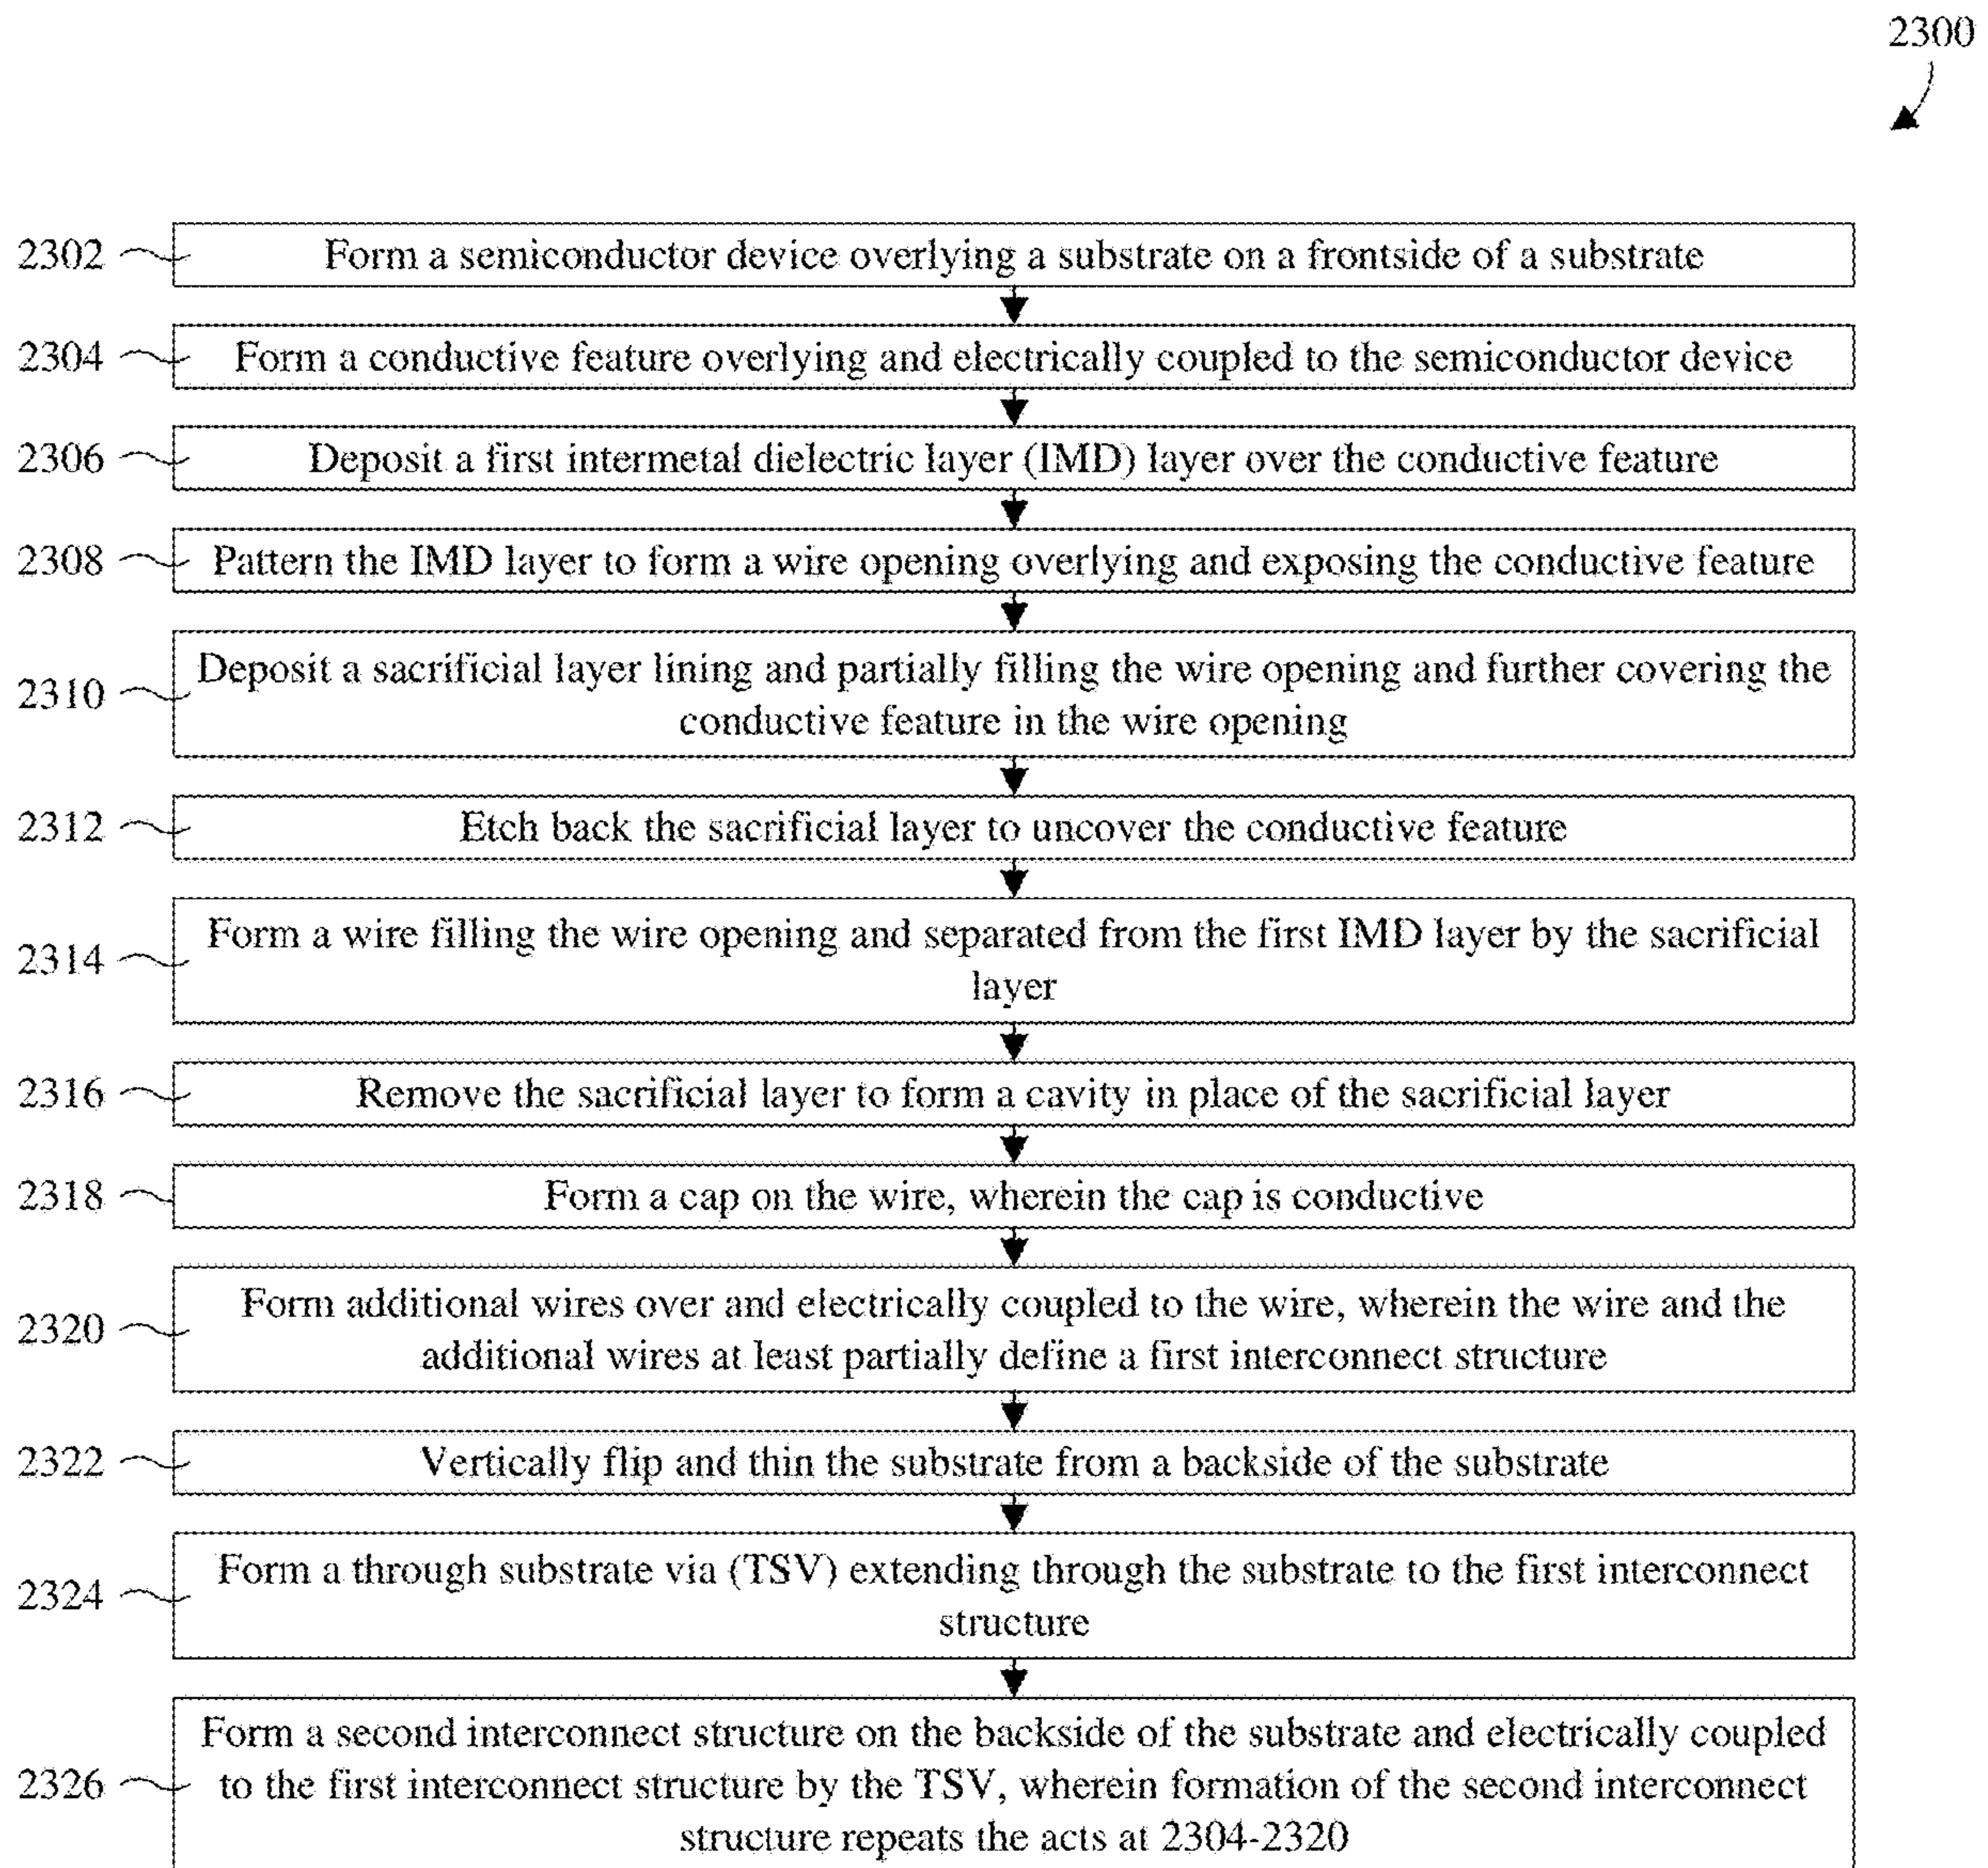 2300
2302 Form a semiconductor device overlying a substrate on a frontside of a substrate
2304 Form a conductive feature overlying and electrically coupled to the semiconductor device
2306 Deposit a first intermetal dielectric layer (IMD) layer over the conductive feature
2308 Pattern the IMD layer to form a wire opening overlying and exposing the conductive feature
2310 Deposit a sacrificial layer lining and partially filling the wire opening and further covering the
conductive feature in the wire opening
2312 Etch back the sacrificial layer to uncover the conductive feature
2314 Form a wire filling the wire opening and separated from the first IMD layer by the sacrificial
layer
2316 Remove the sacrificial layer to form a cavity in place of the sacrificial layer
2318 Form a cap on the wire, wherein the cap is conductive
2320 Form additional wires over and electrically coupled to the wire, wherein the wire and the
additional wires at least partially define a first interconnect structure
2322 Vertically flip and thin the substrate from a backside of the substrate
2324 Form a through substrate via (TSV) extending through the substrate to the first interconnect
structure
2326 Form a second interconnect structure on the backside of the substrate and electrically coupled
to the first interconnect structure by the TSV, wherein formation of the second interconnect
structure repeats the acts at 2304-2320